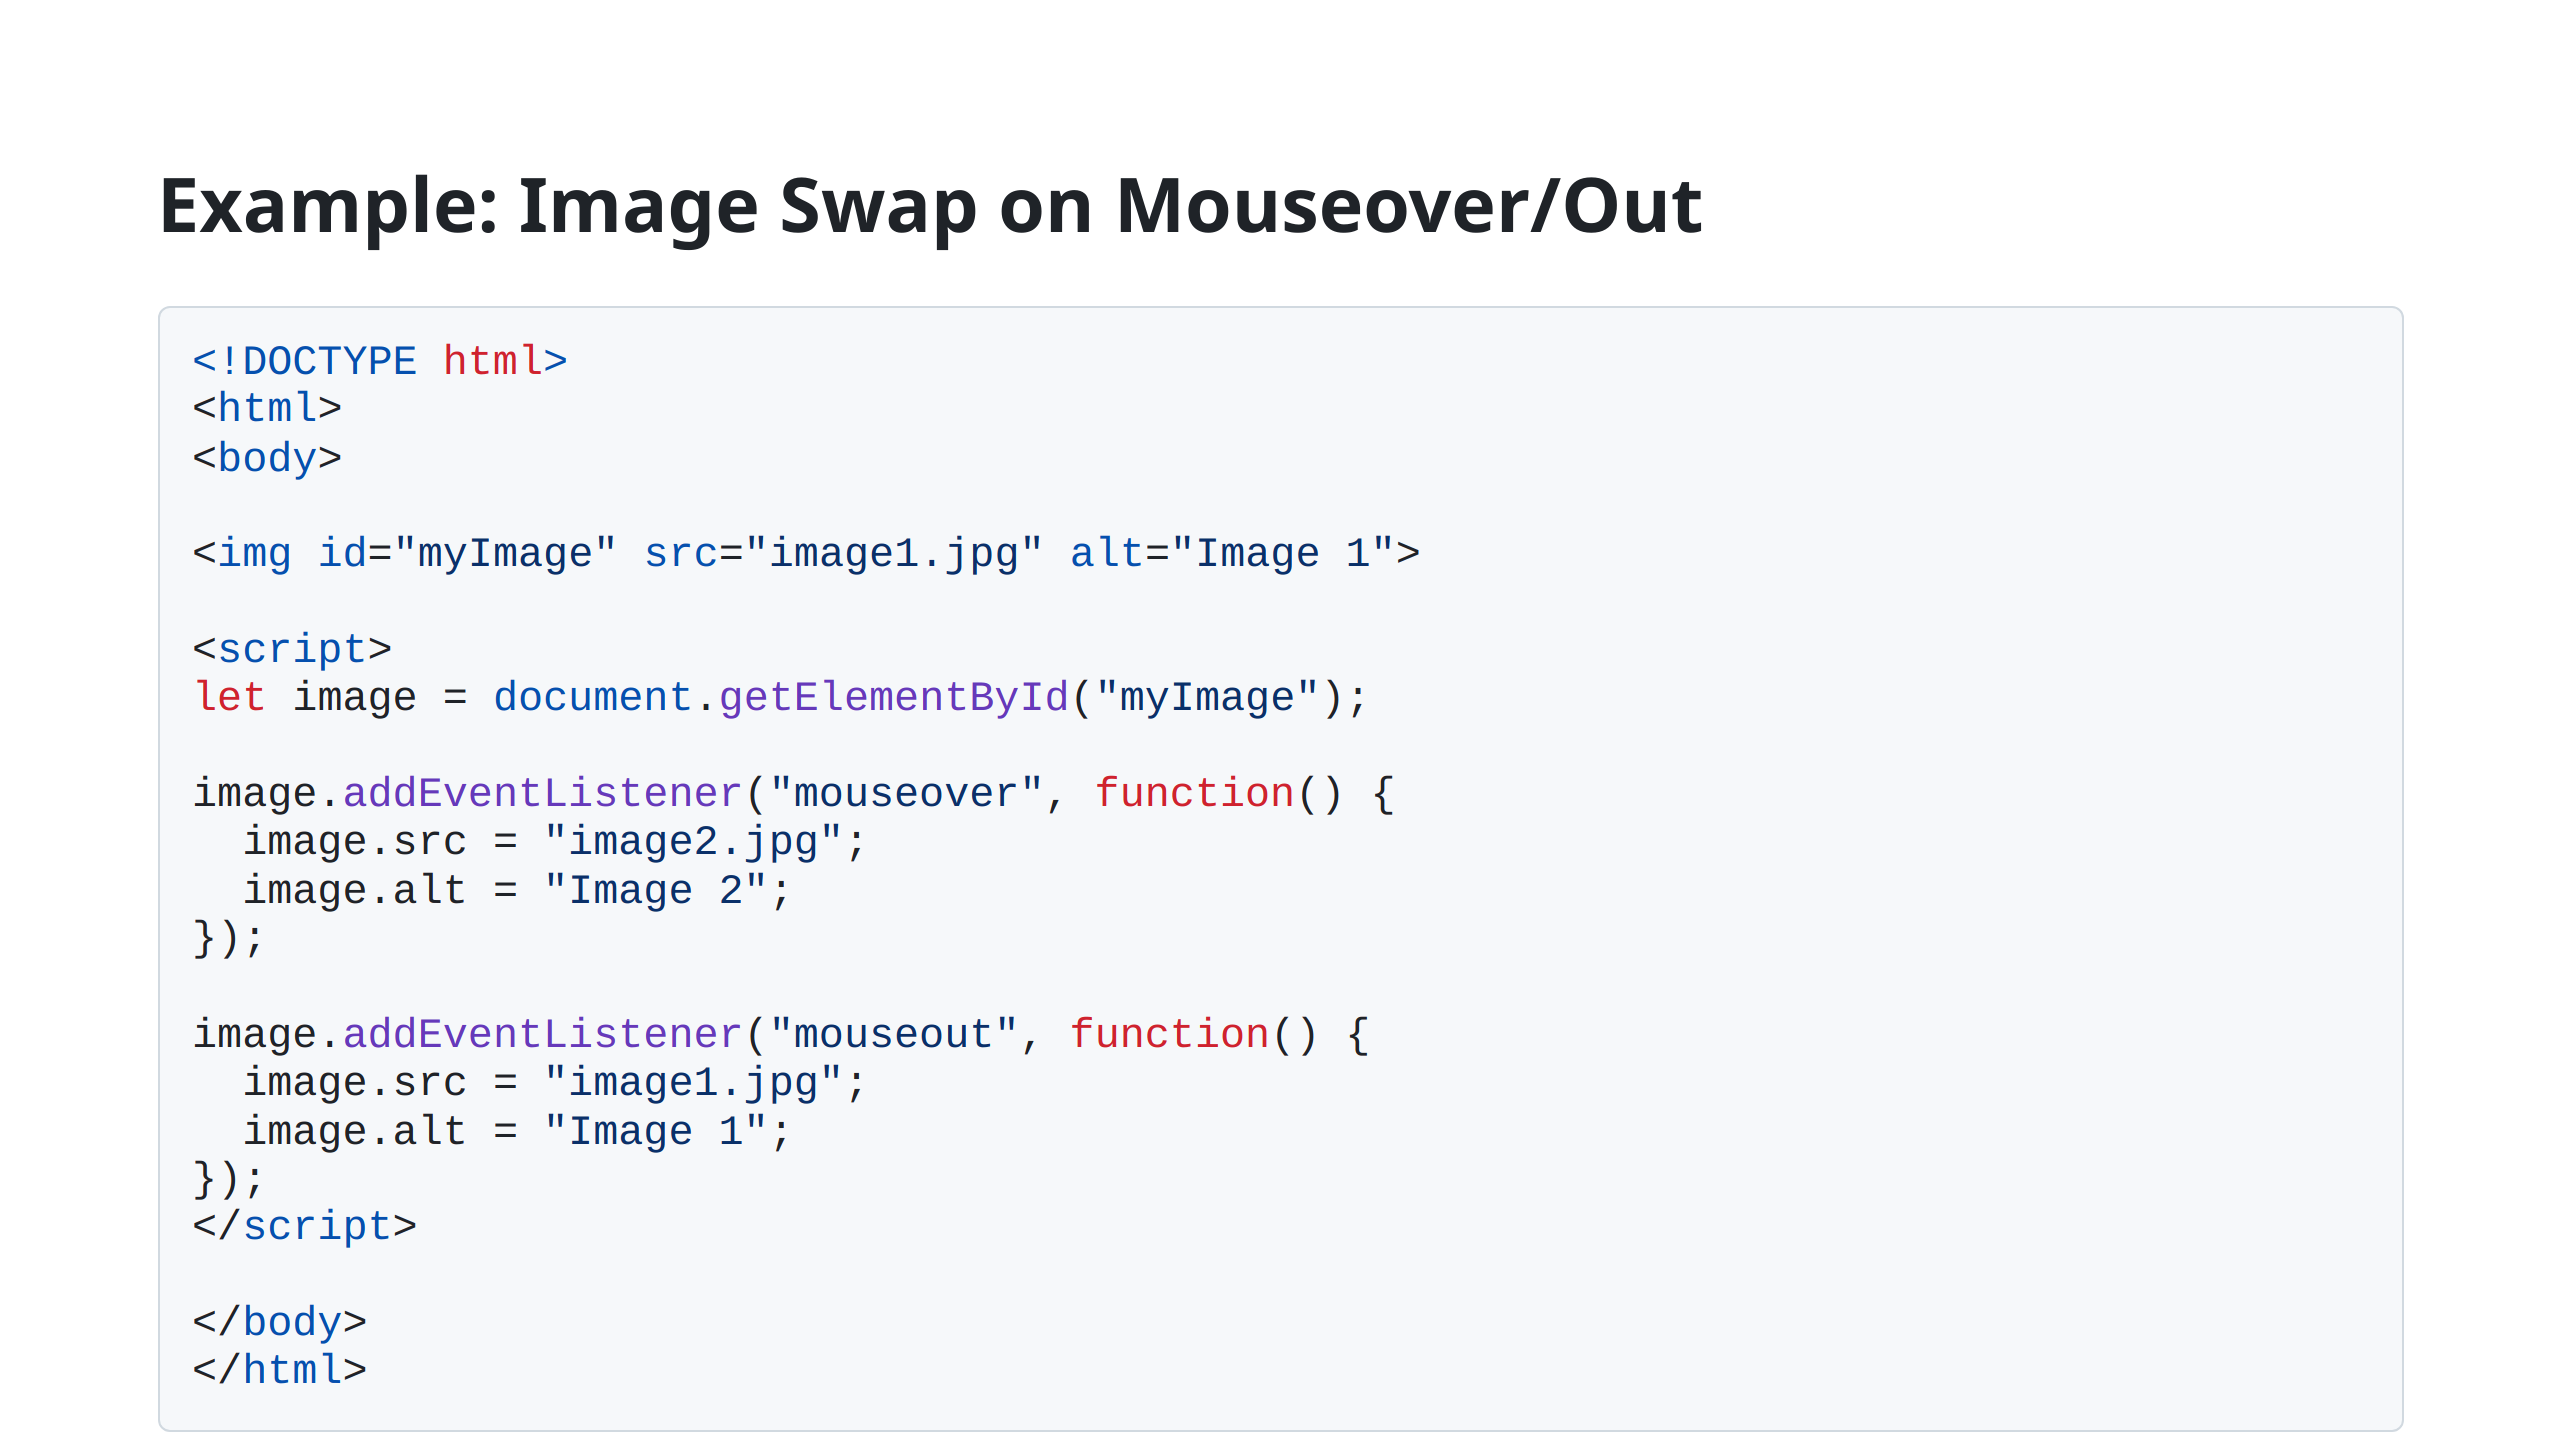 Example: Image Swap on Mouseover/Out
<!DOCTYPE html>
<html>
<body>
<img id="myImage" src="image1.jpg" alt="Image 1">
<script>
let image = document.getElementById("myImage");
image.addEventListener("mouseover", function() {
  image.src = "image2.jpg";
  image.alt = "Image 2";
});
image.addEventListener("mouseout", function() {
  image.src = "image1.jpg";
  image.alt = "Image 1";
});
</script>
</body>
</html>